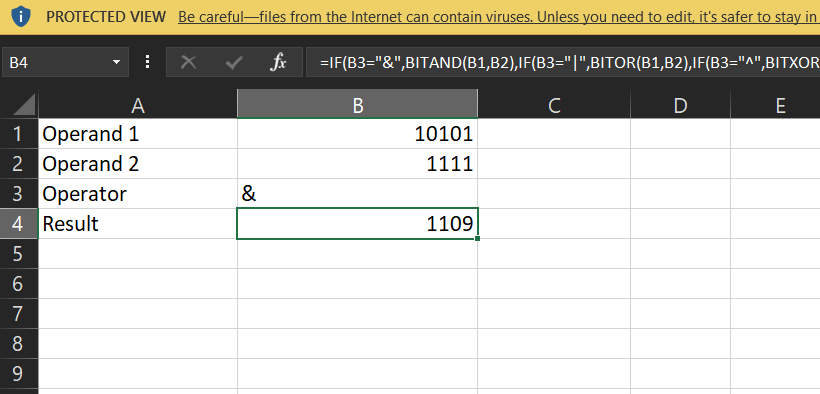 PROTECTED VIEW Be careful—files from the Internet can contain viruses. Unless you need to edit, it's safer to stay in
B4 fx =IF(B3="&",BITAND(B1,B2),IF(B3="|",BITOR(B1,B2),IF(B3="^",BITXOR
A B C D E
1 Operand 1 10101
2 Operand 2 1111
3 Operator &
4 Result 1109
5
6
7
8
9